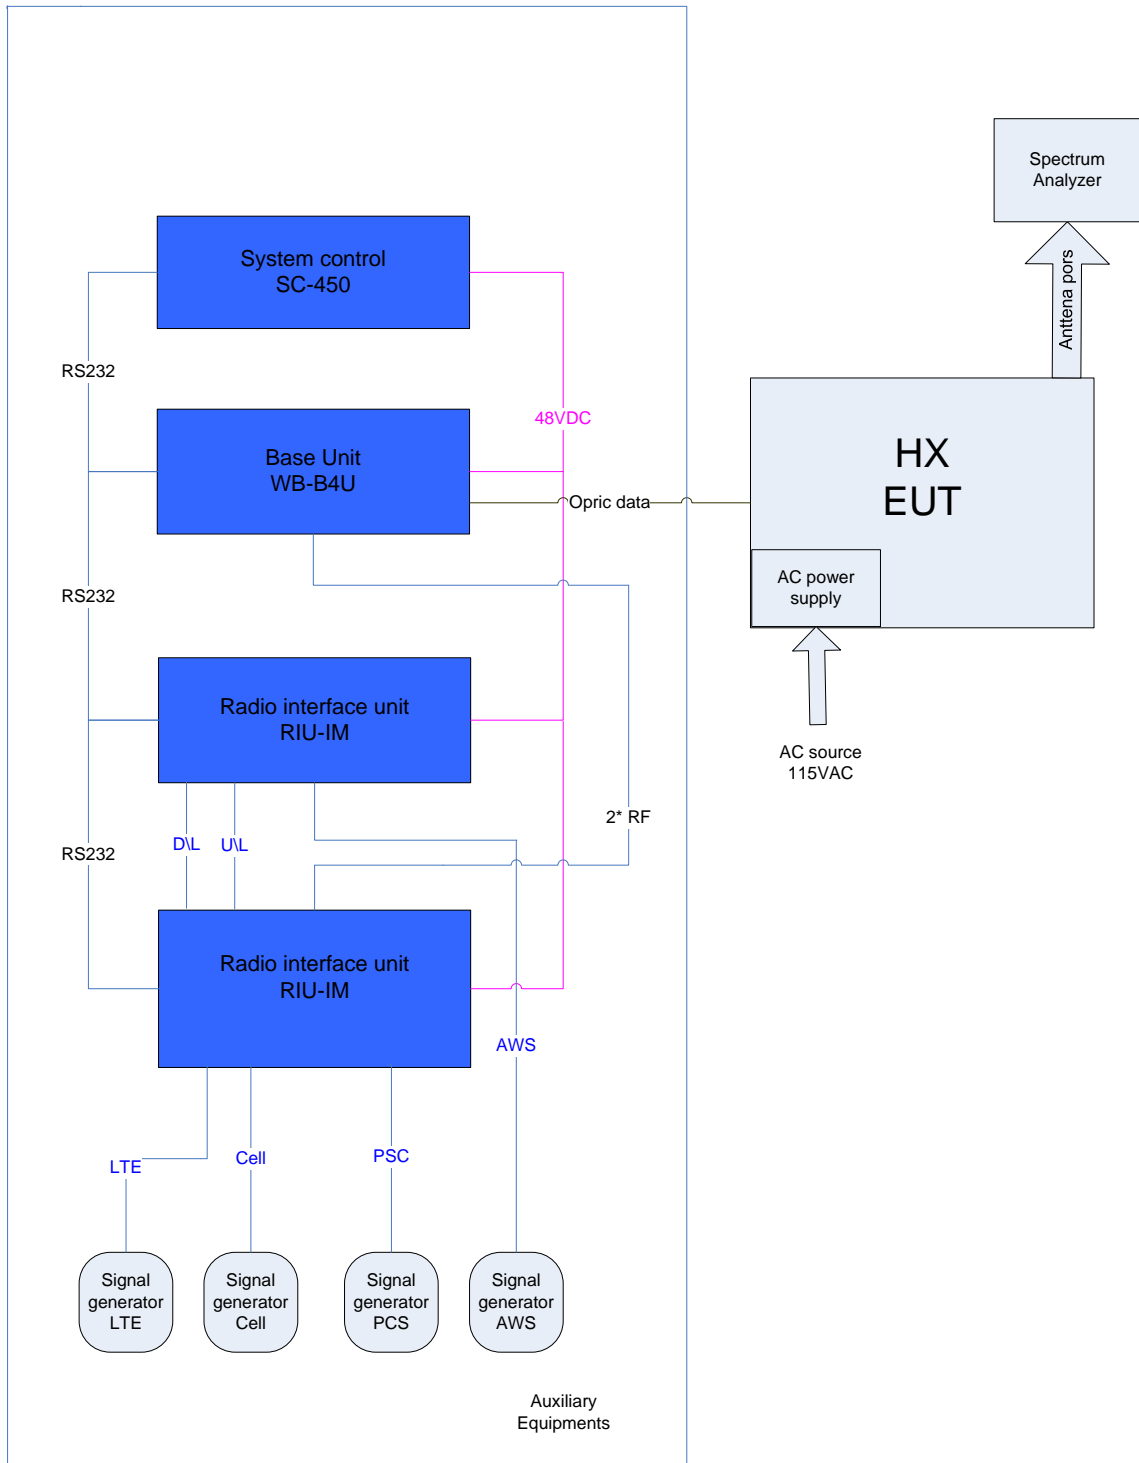 Spectrum
Analyzer
Anttena pors
System control
SC-450
RS232
48VDC
Base Unit
WB-B4U
Opric data
HX
EUT
AC power
supply
RS232
AC source
115VAC
Radio interface unit
RIU-IM
2* RF
D\L
U\L
RS232
Radio interface unit
RIU-IM
AWS
LTE
Cell
PSC
Signal
generator
LTE
Signal
generator
Cell
Signal
generator
PCS
Signal
generator
AWS
Auxiliary
Equipments